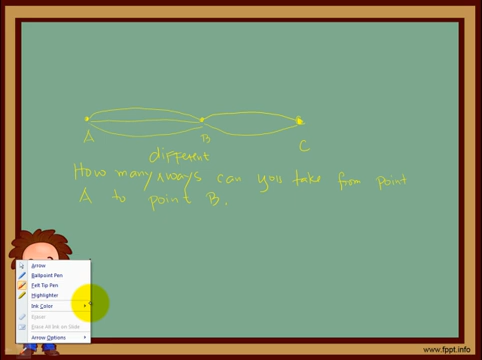 A
B
C
different
How many ways can you take from point
A to point B.
Arrow
Ballpoint Pen
Felt Tip Pen
Highlighter
Ink Color
Eraser
Erase All Ink on Slide
Arrow Options
www.fppt.info